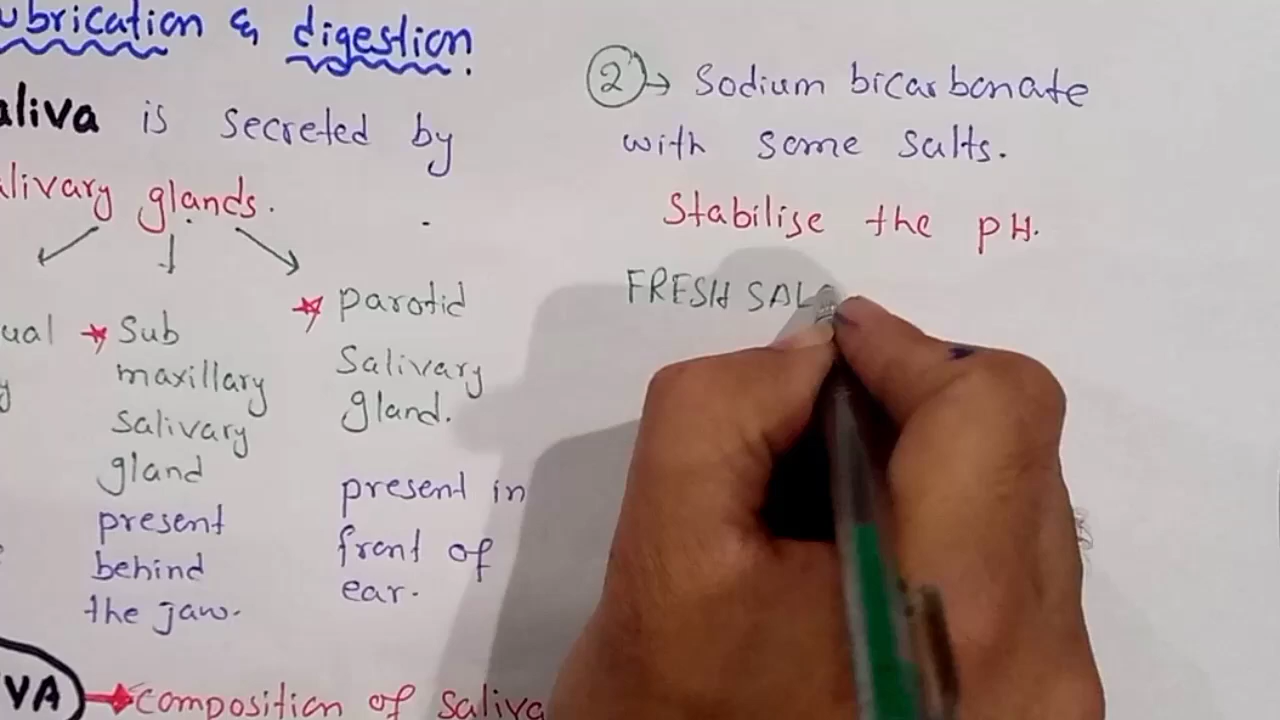 ubrication & digestion.
aliva is secreted by
alivary glands.
ual
y
* Sub
maxillary
salivary
gland
present
behind
the jaw.
* parotid
Salivary
gland.
present in
front of
ear.
VA → composition of saliva
2 → Sodium bicarbonate
with some salts.
Stabilise the pH.
FRESH SAL